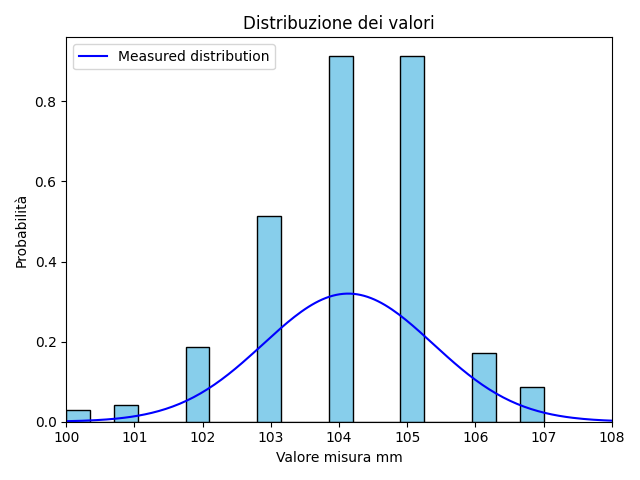 Distribuzione dei valori
Measured distribution
Probabilità
0.8
0.6
0.4
0.2
0.0
100 101 102 103 104 105 106 107 108
Valore misura mm